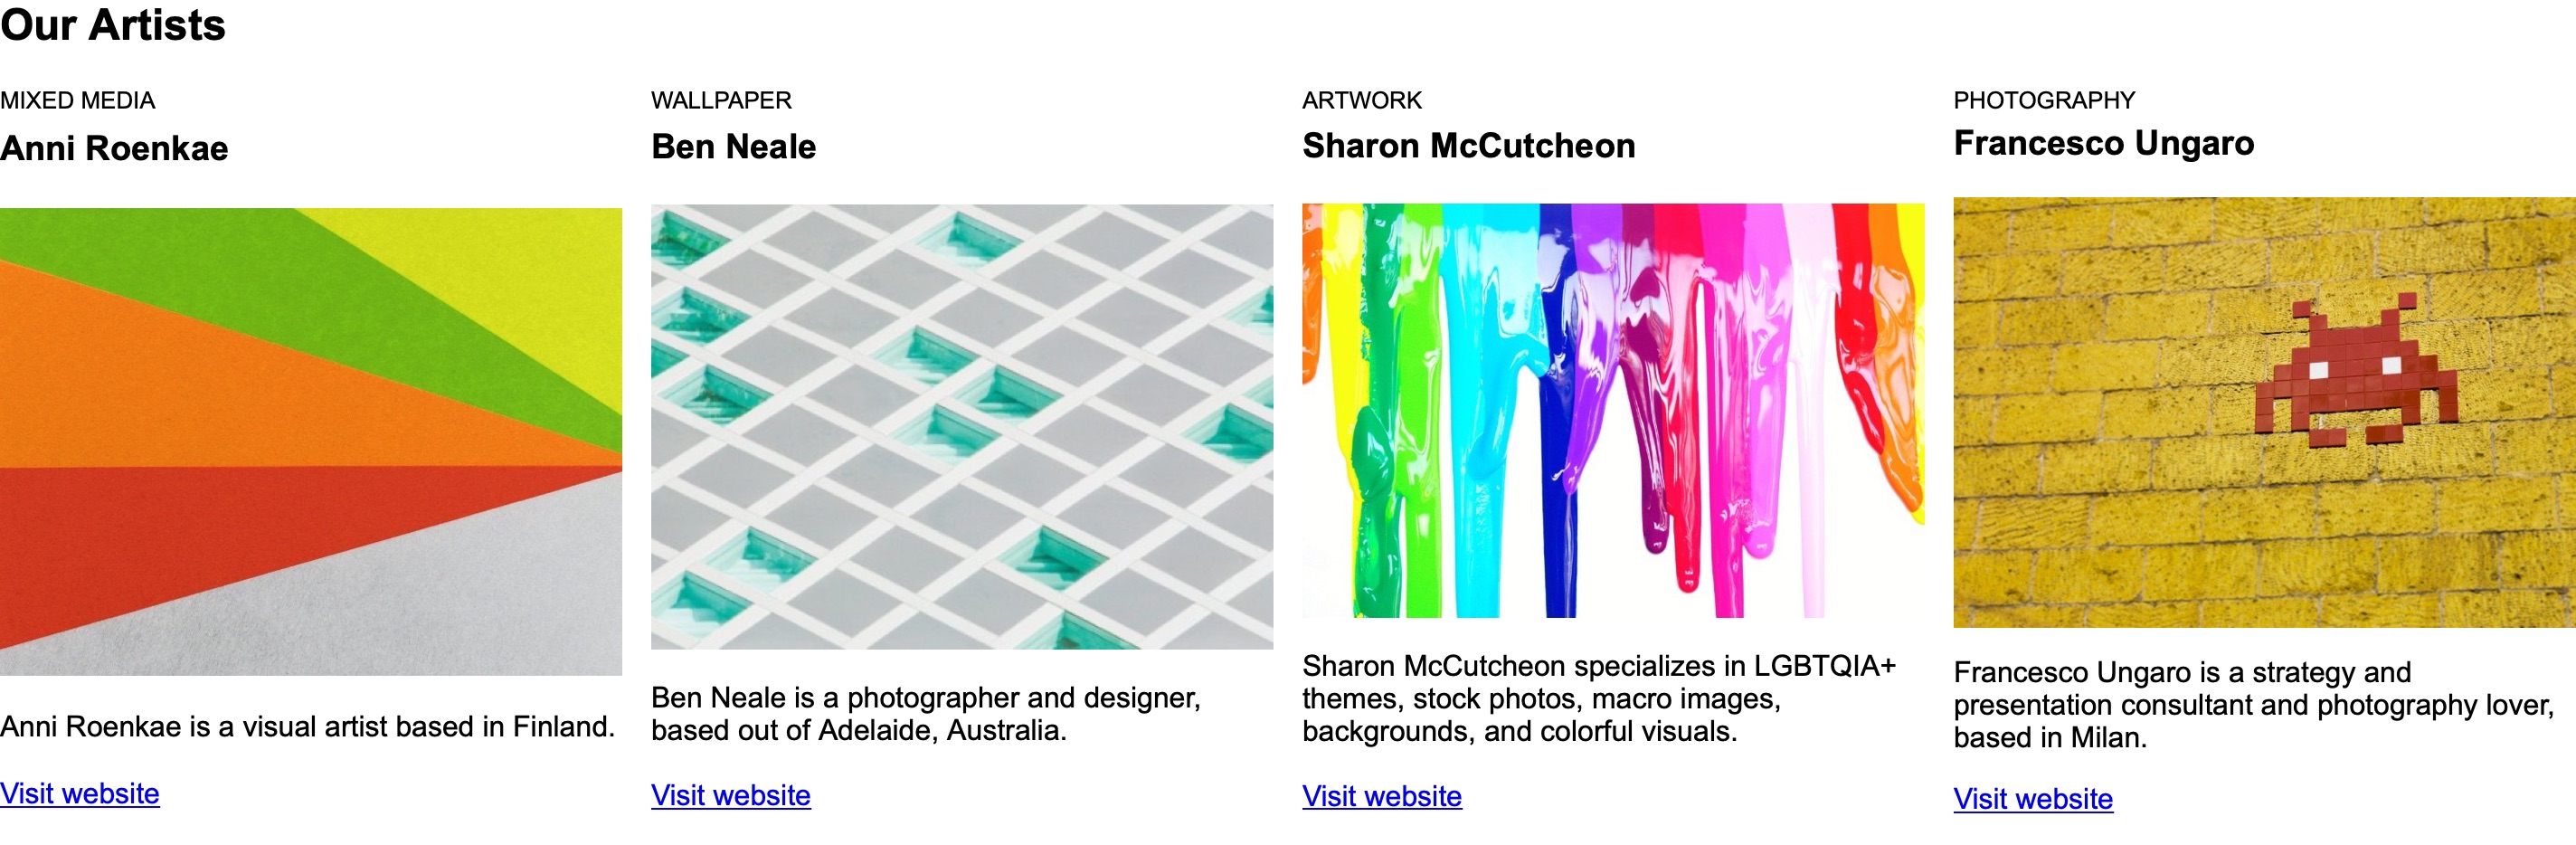 Our Artists
MIXED MEDIA
Anni Roenkae
Anni Roenkae is a visual artist based in Finland.
Visit website
WALLPAPER
Ben Neale
Ben Neale is a photographer and designer,
based out of Adelaide, Australia.
Visit website
ARTWORK
Sharon McCutcheon
Sharon McCutcheon specializes in LGBTQIA+
themes, stock photos, macro images,
backgrounds, and colorful visuals.
Visit website
PHOTOGRAPHY
Francesco Ungaro
Francesco Ungaro is a strategy and
presentation consultant and photography lover,
based in Milan.
Visit website